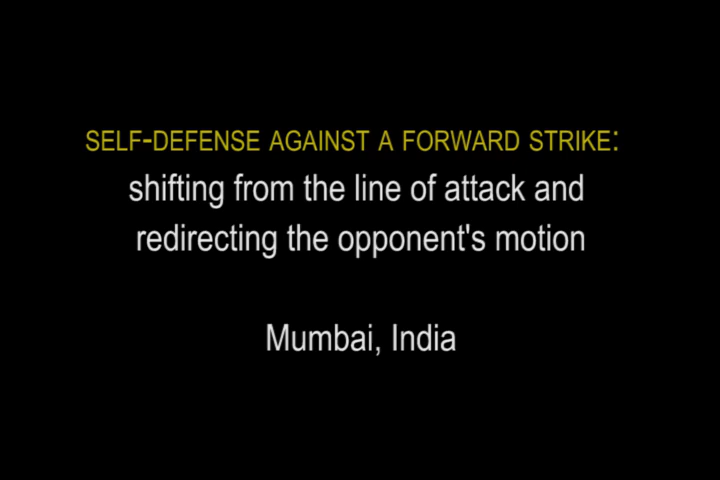 SELF-DEFENSE AGAINST A FORWARD STRIKE:
shifting from the line of attack and
redirecting the opponent's motion
Mumbai, India